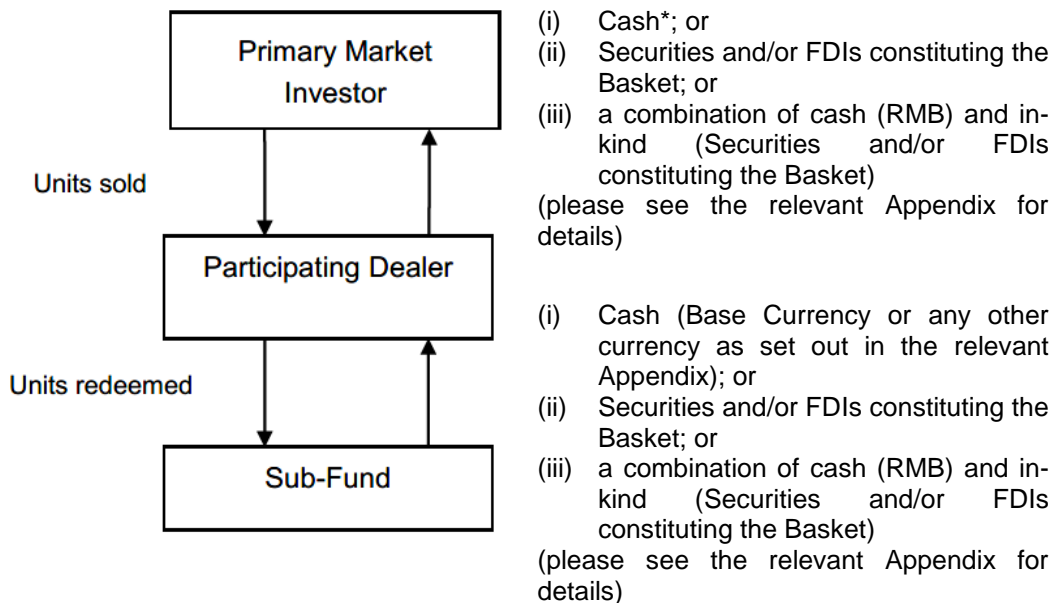 Primary Market
Investor
(i) Cash*; or
(ii) Securities and/or FDIs constituting the
Basket; or
(iii) a combination of cash (RMB) and in-
kind (Securities and/or FDIs
constituting the Basket)
(please see the relevant Appendix for
details)
Units sold
Participating Dealer
(i) Cash (Base Currency or any other
currency as set out in the relevant
Appendix); or
(ii) Securities and/or FDIs constituting the
Basket; or
(iii) a combination of cash (RMB) and in-
kind (Securities and/or FDIs
constituting the Basket)
(please see the relevant Appendix for
details)
Units redeemed
Sub-Fund